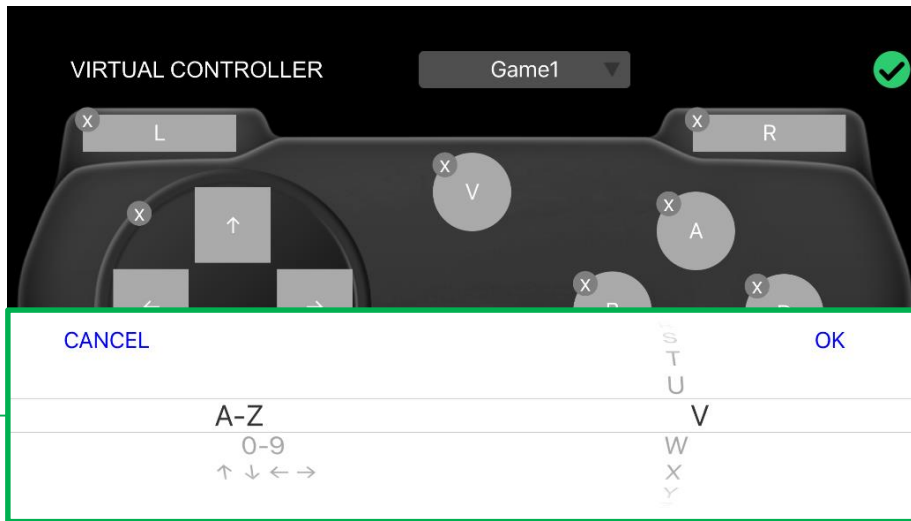 VIRTUAL CONTROLLER Game1
X L X R
X V
X ↑ X A
X X
← →
CANCEL OK
S
T
U
A-Z V
0-9 W
↑ ↓ ← → X
Y